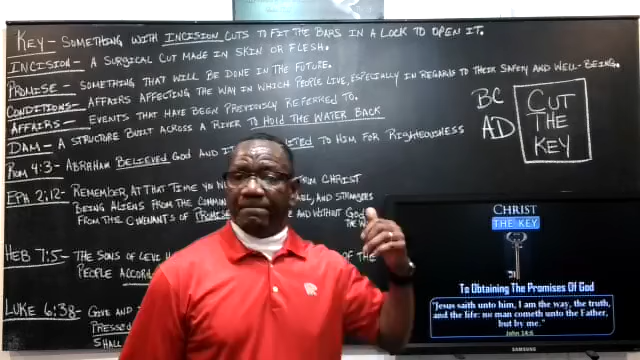 KEY - SOMETHING WITH INCISION CUTS TO FIT THE BARS IN A LOCK TO OPEN IT.
INCISION - A SURGICAL CUT MADE IN SKIN OR FLESH.
PROMISE - SOMETHING THAT WILL BE DONE IN THE FUTURE.
CONDITIONS - AFFAIRS AFFECTING THE WAY IN WHICH PEOPLE LIVE, ESPECIALLY IN REGARDS TO THEIR SAFETY AND WELL-BEING.
AFFAIRS - EVENTS THAT HAVE BEEN PREVIOUSLY REFERRED TO.
DAM - A STRUCTURE BUILT ACROSS A RIVER TO HOLD THE WATER BACK
ROM 4:3 - ABRAHAM BELIEVED GOD AND IT TO HIM FOR RIGHTEOUSNESS
EPH 2:12 - REMEMBER, AT THAT TIME YA'LL CHRIST
BEING ALIENS FROM THE AND STRANGERS
FROM THE COVENANTS OF PROMISE AND WITHOUT GOD
HEB 7:5 - THE SONS OF OF THE
PEOPLE
LUKE 6:38 - GIVE AND
PRESSED
SHALL
BC
AD
CUT
THE
KEY
CHRIST
THE KEY
To Obtaining The Promises Of God
"Jesus saith unto him, I am the way, the truth,
and the life: no man cometh unto the Father,
but by me."
John 14:6
SAMSUNG